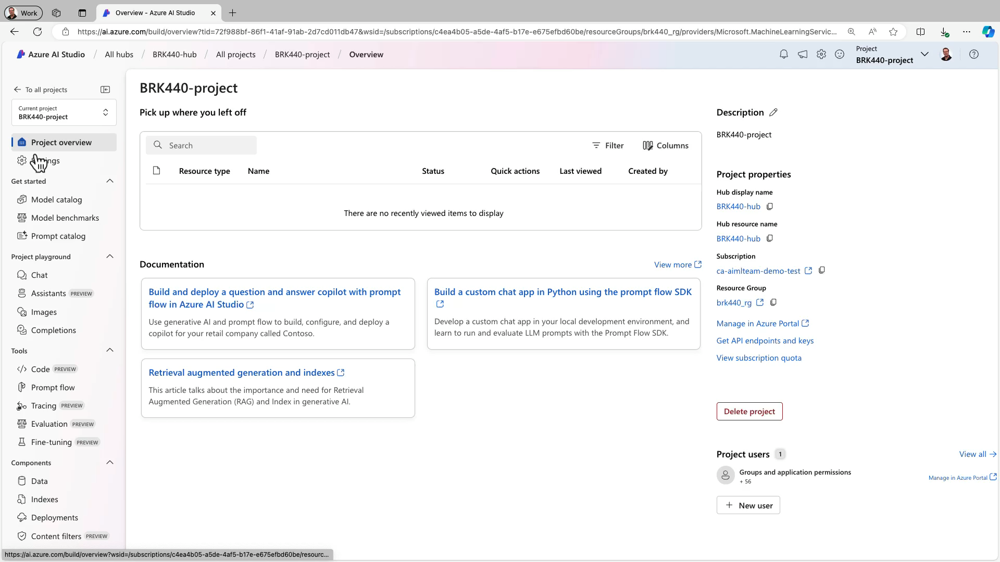 Work
Overview - Azure AI Studio
https://ai.azure.com/build/overview?tid=72f988bf-86f1-41af-91ab-2d7cd011db47&wsid=/subscriptions/c4ea4b05-a5de-4af5-b17e-e675efbd60be/resourceGroups/brk440_rg/providers/Microsoft.MachineLearningServic...
Azure AI Studio / All hubs / BRK440-hub / All projects / BRK440-project / Overview
Project
BRK440-project
To all projects
Current project
BRK440-project
Project overview
Get started
Model catalog
Model benchmarks
Prompt catalog
Project playground
Chat
Assistants PREVIEW
Images
Completions
Tools
Code PREVIEW
Prompt flow
Tracing PREVIEW
Evaluation PREVIEW
Fine-tuning PREVIEW
Components
Data
Indexes
Deployments
Content filters PREVIEW
https://ai.azure.com/build/overview?wsid=/subscriptions/c4ea4b05-a5de-4af5-b17e-e675efbd60be/resourc...
BRK440-project
Pick up where you left off
Search
Filter
Columns
Resource type Name Status Quick actions Last viewed Created by
There are no recently viewed items to display
Documentation
View more
Build and deploy a question and answer copilot with prompt
flow in Azure AI Studio
Use generative AI and prompt flow to build, configure, and deploy a
copilot for your retail company called Contoso.
Build a custom chat app in Python using the prompt flow SDK
Develop a custom chat app in your local development environment, and
learn to run and evaluate LLM prompts with the Prompt Flow SDK.
Retrieval augmented generation and indexes
This article talks about the importance and need for Retrieval
Augmented Generation (RAG) and Index in generative AI.
Description
BRK440-project
Project properties
Hub display name
BRK440-hub
Hub resource name
BRK440-hub
Subscription
ca-aimlteam-demo-test
Resource Group
brk440_rg
Manage in Azure Portal
Get API endpoints and keys
View subscription quota
Delete project
Project users 1
View all
Groups and application permissions
+ 56
Manage in Azure Portal
New user